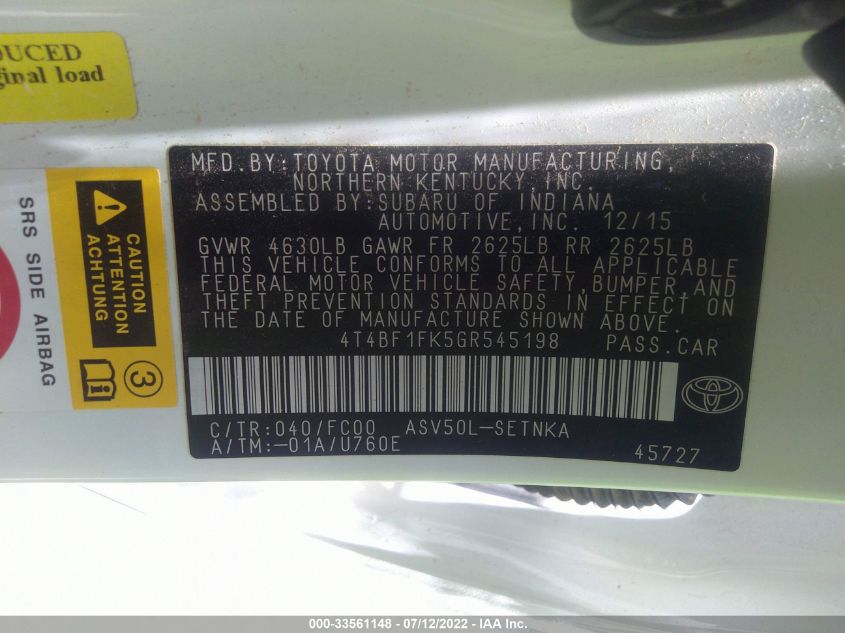 DUCED
ginal load
SRS SIDE AIRBAG
CAUTION
ATTENTION
ACHTUNG
3
MFD.BY:TOYOTA MOTOR MANUFACTURING,
NORTHERN KENTUCKY,INC.
ASSEMBLED BY:SUBARU OF INDIANA
AUTOMOTIVE,INC. 12/15
GVWR 4630LB GAWR FR 2625LB RR 2625LB
THIS VEHICLE CONFORMS TO ALL APPLICABLE
FEDERAL MOTOR VEHICLE SAFETY,BUMPER,AND
THEFT PREVENTION STANDARDS IN EFFECT ON
THE DATE OF MANUFACTURE SHOWN ABOVE.
4T4BF1FK5GR545198 PASS.CAR
C/TR:040/FC00 ASV50L-SETNKA
A/TM:-01A/U760E 45727
000-33561148 - 07/12/2022 - IAA Inc.